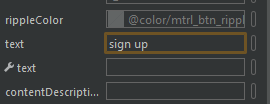 rippleColor @color/mtrl_btn_rippl
text sign up
text
contentDescripti...